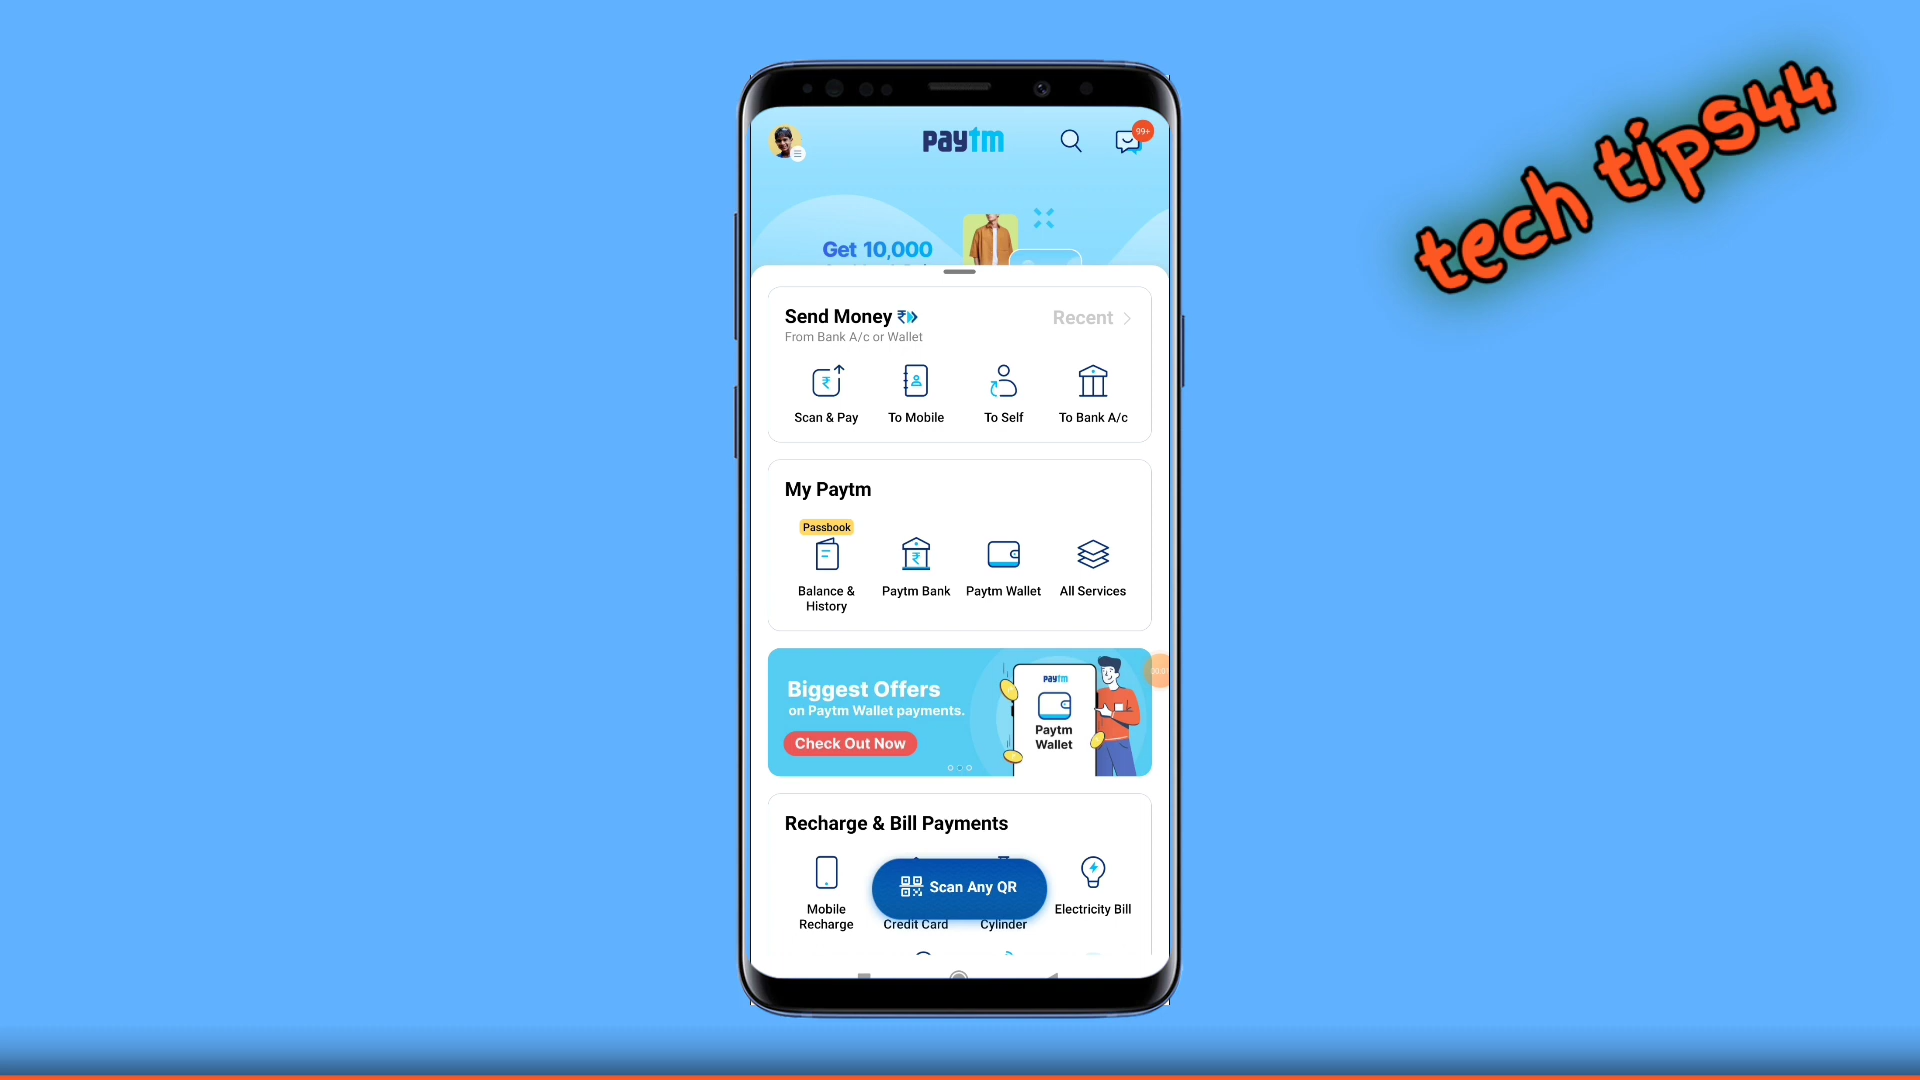 tech tips44
paytm
99+
Get 10,000
Send Money
Recent
From Bank A/c or Wallet
Scan & Pay
To Mobile
To Self
To Bank A/c
My Paytm
Passbook
Balance &
History
Paytm Bank
Paytm Wallet
All Services
Biggest Offers
on Paytm Wallet payments.
Check Out Now
paytm
Paytm
Wallet
Recharge & Bill Payments
Scan Any QR
Mobile
Recharge
Credit Card
Cylinder
Electricity Bill